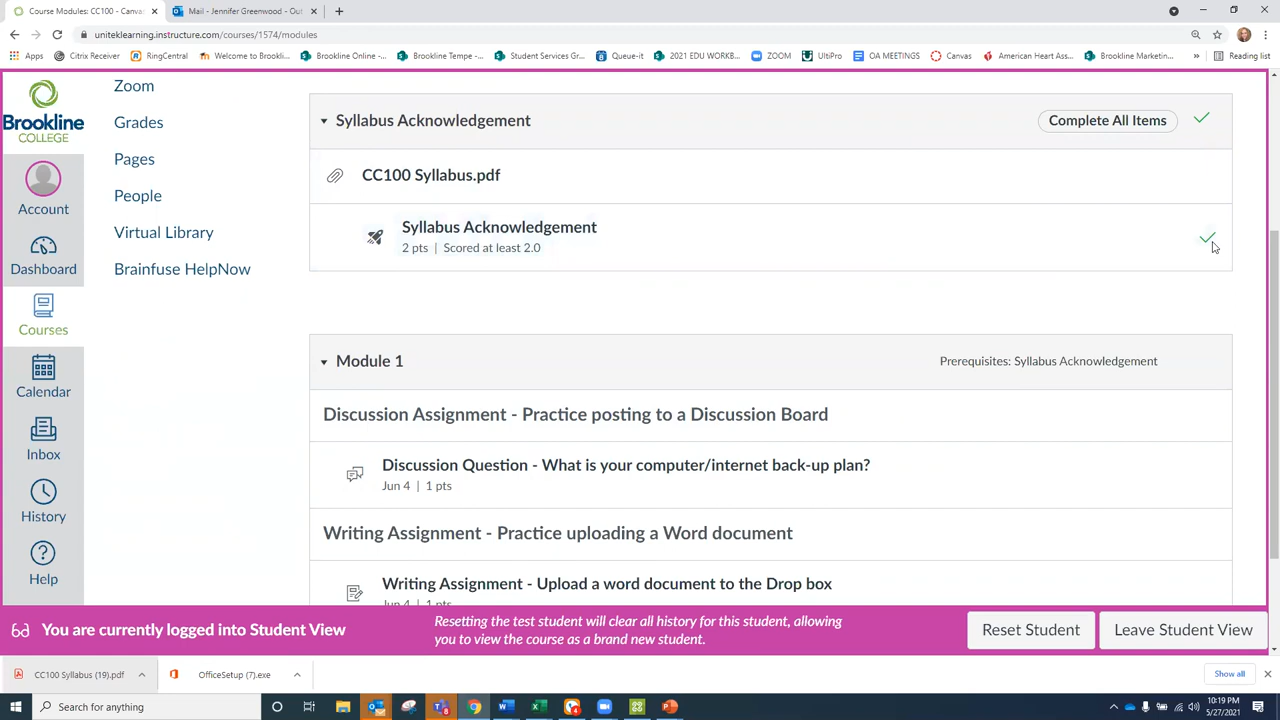 Course Modules: CC100 - Canvas
Mail - Jennifer Greenwood - Out
uniteklearning.instructure.com/courses/1574/modules
Apps
Citrix Receiver
RingCentral
Welcome to Brookli...
Brookline Online -...
Brookline Tempe -...
Student Services Gr...
Queue-it
2021 EDU WORKB...
ZOOM
UltiPro
OA MEETINGS
Canvas
American Heart Ass...
Brookline Marketin...
»
Reading list
Brookline
COLLEGE
Account
Dashboard
Courses
Calendar
Inbox
History
Help
Zoom
Grades
Pages
People
Virtual Library
Brainfuse HelpNow
Syllabus Acknowledgement
Complete All Items
CC100 Syllabus.pdf
Syllabus Acknowledgement
2 pts | Scored at least 2.0
Module 1
Prerequisites: Syllabus Acknowledgement
Discussion Assignment - Practice posting to a Discussion Board
Discussion Question - What is your computer/internet back-up plan?
Jun 4 | 1 pts
Writing Assignment - Practice uploading a Word document
Writing Assignment - Upload a word document to the Drop box
Jun 4 | 1 pts
You are currently logged into Student View
Resetting the test student will clear all history for this student, allowing
you to view the course as a brand new student.
Reset Student
Leave Student View
CC100 Syllabus (19).pdf
OfficeSetup (7).exe
Show all
Search for anything
10:19 PM
5/27/2021